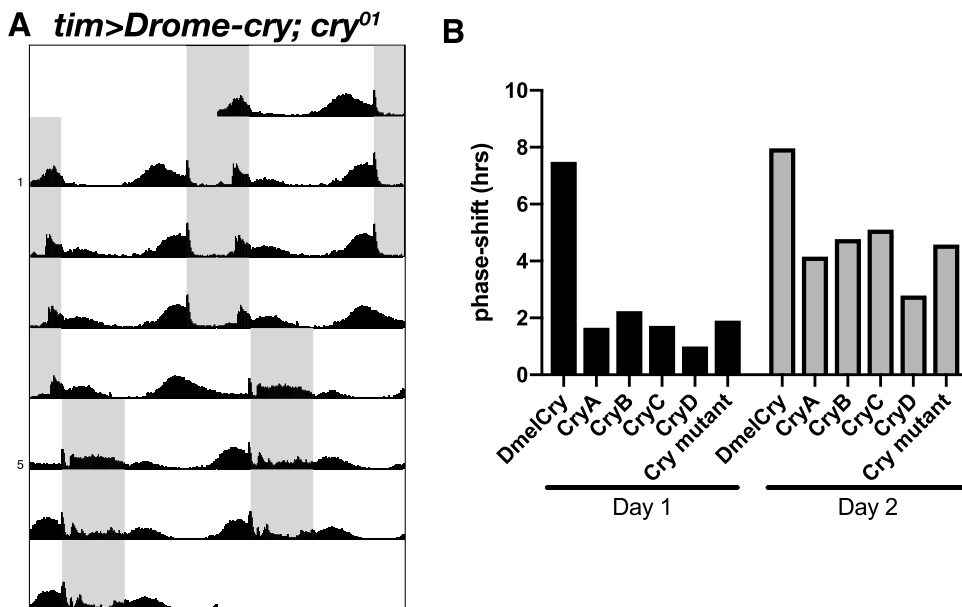 A tim>Drome-cry; cry01
1
5
B
phase-shift (hrs)
10
8
6
4
2
0
DmelCry CryA CryB CryC CryD Cry mutant DmelCry CryA CryB CryC CryD Cry mutant
Day 1 Day 2